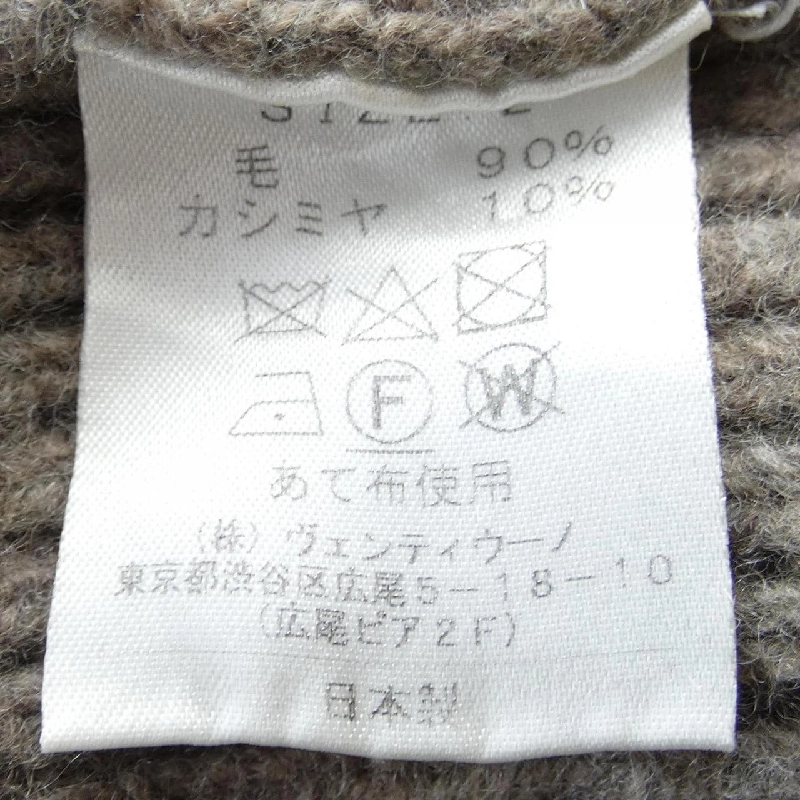 SIZE:2
毛 90%
カシミヤ 10%
F W
あて布使用
(株) ヴェンティウーノ
東京都渋谷区広尾5-18-10
(広尾ピア2F)
日本製